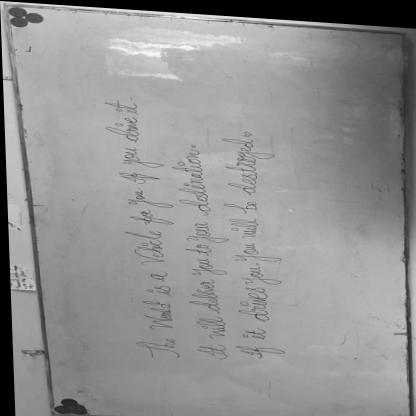 The World is a Vehicle for you If you drive it.
It will deliver you to your destination.
If it drives you. You will be destroyed.